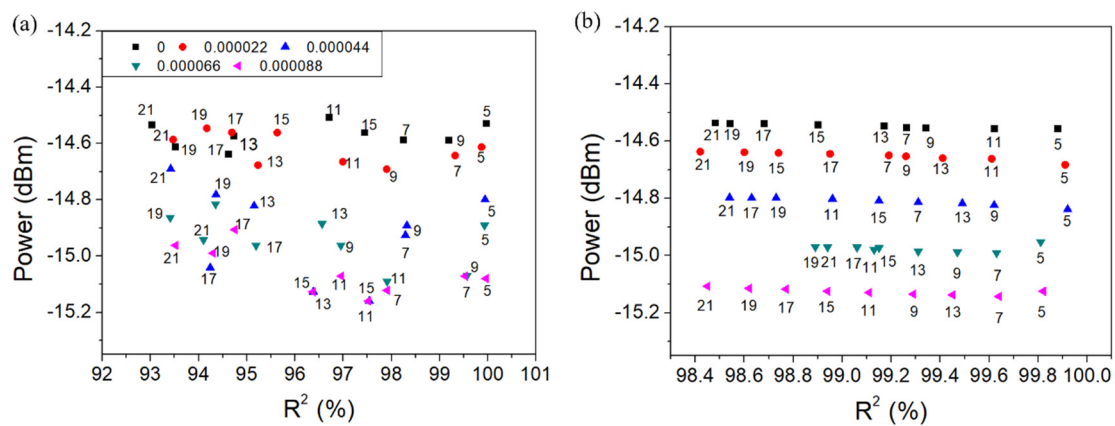 (a)
-14.2
-14.4
-14.6
-14.8
-15.0
-15.2
Power (dBm)
0 0.000022 0.000044
0.000066 0.000088
21 19 17 15 11 15 7 9 5
21 19 17 13 13 11 9 7 5
21 19 13 9 7 5
19 21 17 17 13 9 5
21 19 17 15 13 11 15 11 11 7 9 7 5
92 93 94 95 96 97 98 99 100 101
R² (%)
(b)
-14.2
-14.4
-14.6
-14.8
-15.0
-15.2
Power (dBm)
21 19 17 15 13 7 9 11 5
21 19 15 17 7 9 13 11 5
21 17 19 11 15 7 13 9 5
19 21 17 11 15 13 9 7 5
21 19 17 15 11 9 13 7 5
98.4 98.6 98.8 99.0 99.2 99.4 99.6 99.8 100.0
R² (%)